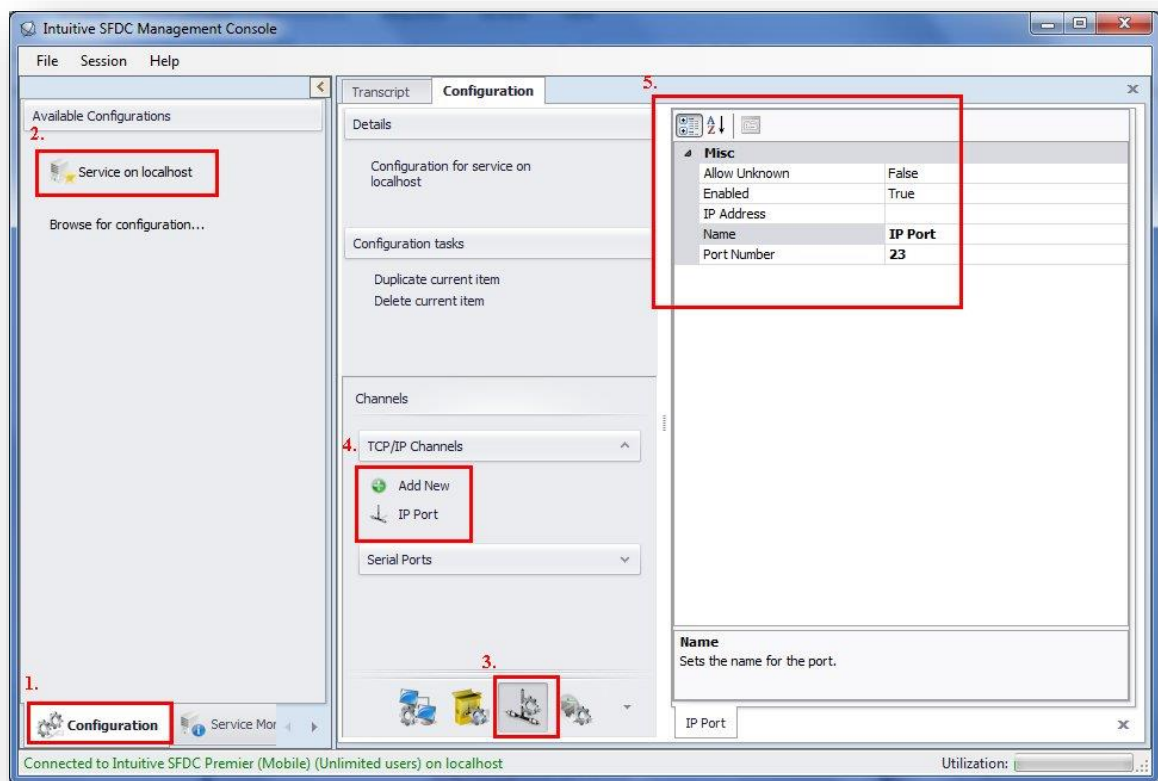 Intuitive SFDC Management Console
File Session Help
Available Configurations
2.
Service on localhost
Browse for configuration...
1.
Configuration
Service Mor
Transcript
Configuration
Details
Configuration for service on
localhost
Configuration tasks
Duplicate current item
Delete current item
Channels
4.
TCP/IP Channels
Add New
IP Port
Serial Ports
3.
5.
Misc
Allow Unknown False
Enabled True
IP Address
Name IP Port
Port Number 23
Name
Sets the name for the port.
IP Port
Connected to Intuitive SFDC Premier (Mobile) (Unlimited users) on localhost
Utilization: